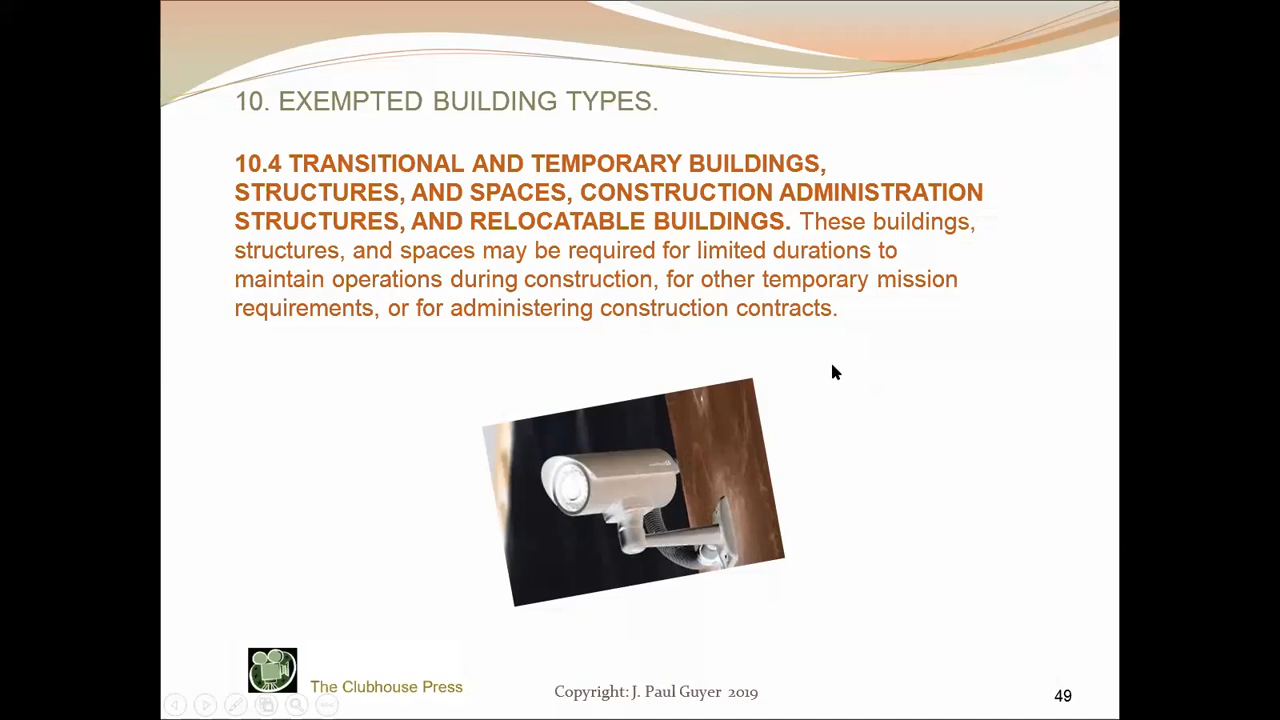 10. EXEMPTED BUILDING TYPES.
10.4 TRANSITIONAL AND TEMPORARY BUILDINGS,
STRUCTURES, AND SPACES, CONSTRUCTION ADMINISTRATION
STRUCTURES, AND RELOCATABLE BUILDINGS. These buildings,
structures, and spaces may be required for limited durations to
maintain operations during construction, for other temporary mission
requirements, or for administering construction contracts.
The Clubhouse Press
Copyright: J. Paul Guyer 2019
49